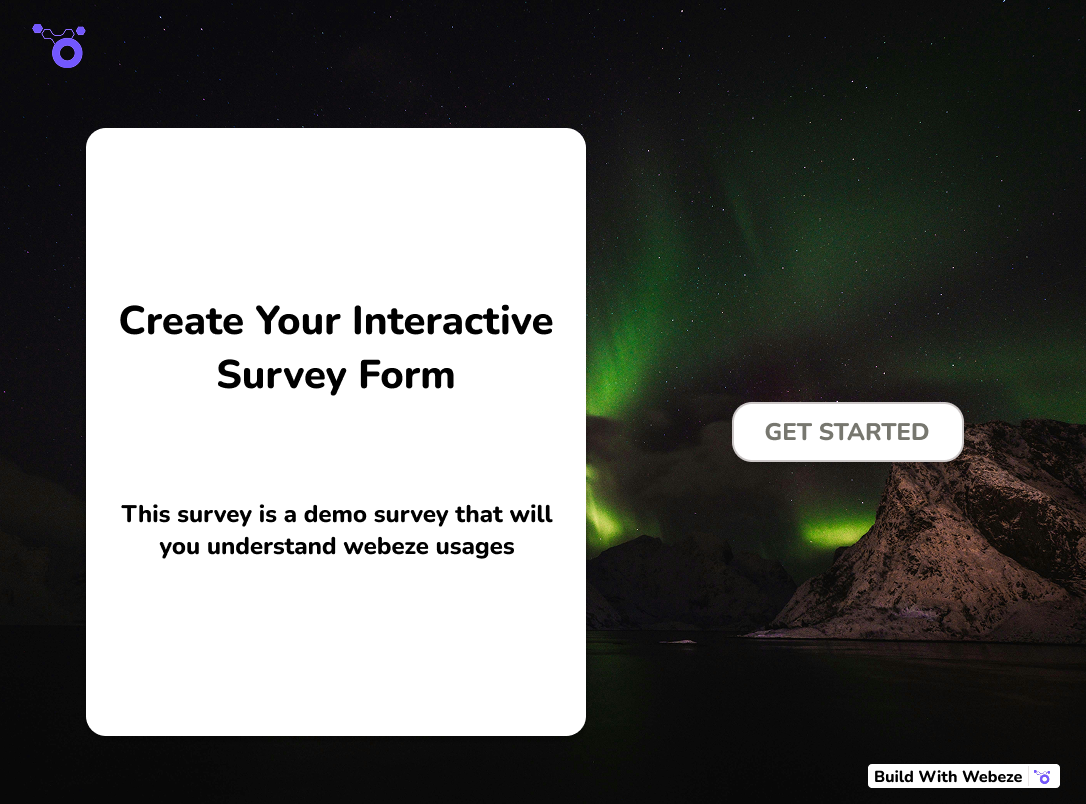 Create Your Interactive
Survey Form
This survey is a demo survey that will
you understand webeze usages
GET STARTED
Build With Webeze